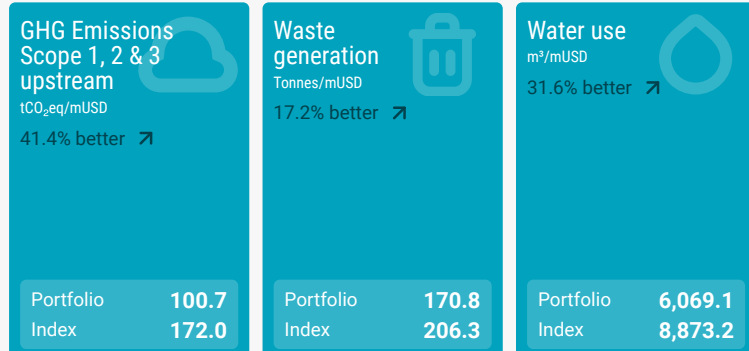 GHG Emissions
Scope 1, 2 & 3
upstream
tCO₂eq/mUSD
41.4% better
Portfolio 100.7
Index 172.0
Waste
generation
Tonnes/mUSD
17.2% better
Portfolio 170.8
Index 206.3
Water use
m³/mUSD
31.6% better
Portfolio 6,069.1
Index 8,873.2